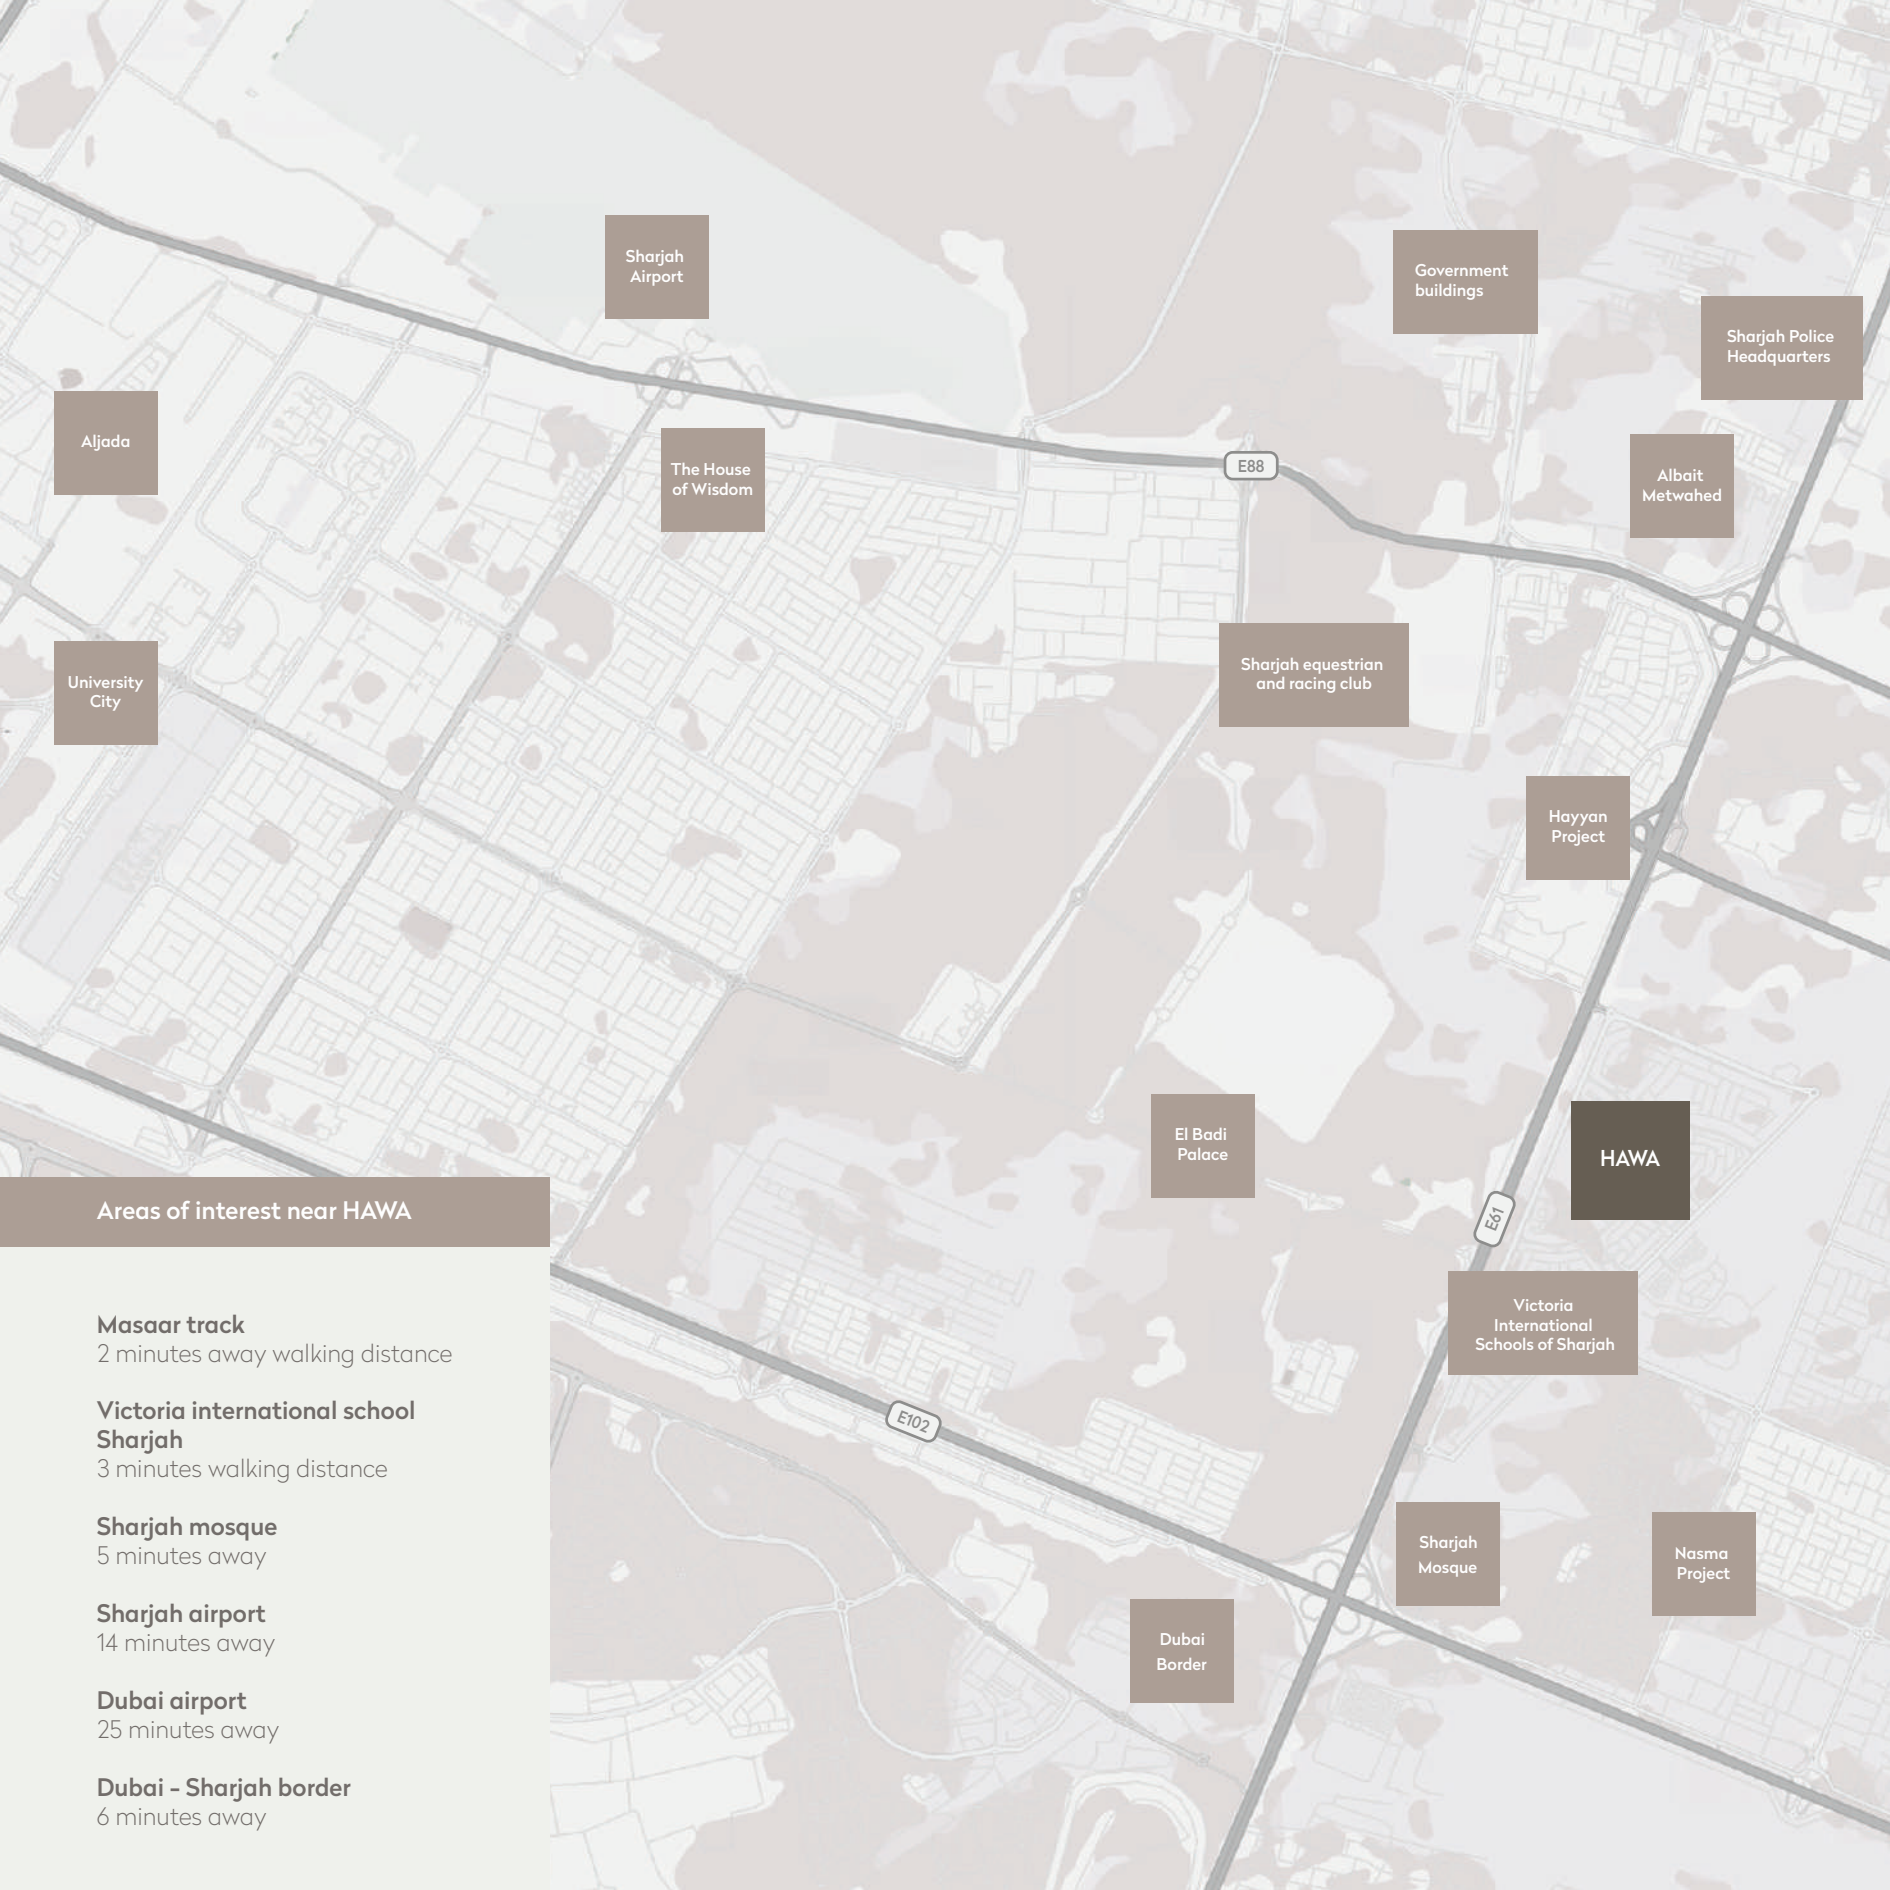 Sharjah
Airport
Government
buildings
Sharjah Police
Headquarters
Aljada
The House
of Wisdom
E88
Albait
Metwahed
University
City
Sharjah equestrian
and racing club
Hayyan
Project
El Badi
Palace
HAWA
E61
Victoria
International
Schools of Sharjah
E102
Sharjah
Mosque
Nasma
Project
Dubai
Border
Areas of interest near HAWA
Masaar track
2 minutes away walking distance
Victoria international school
Sharjah
3 minutes walking distance
Sharjah mosque
5 minutes away
Sharjah airport
14 minutes away
Dubai airport
25 minutes away
Dubai - Sharjah border
6 minutes away